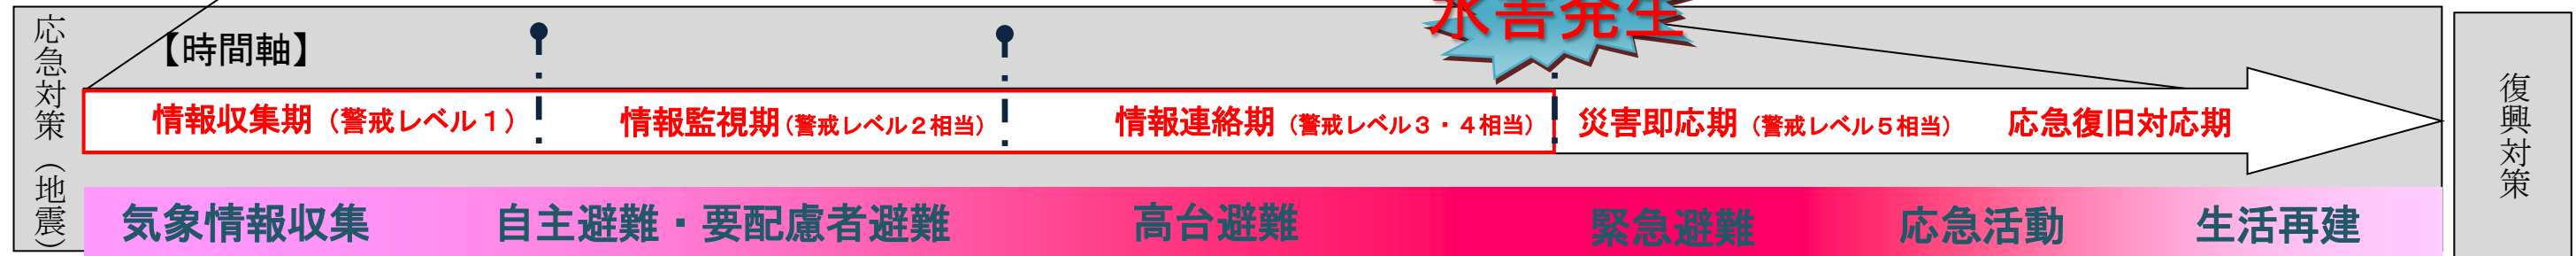 応急対策（地震）
水害発生
【時間軸】
情報収集期（警戒レベル１）
情報監視期（警戒レベル２相当）
情報連絡期（警戒レベル３・４相当）
災害即応期（警戒レベル５相当）
応急復旧対応期
気象情報収集
自主避難・要配慮者避難
高台避難
緊急避難
応急活動
生活再建
復興対策